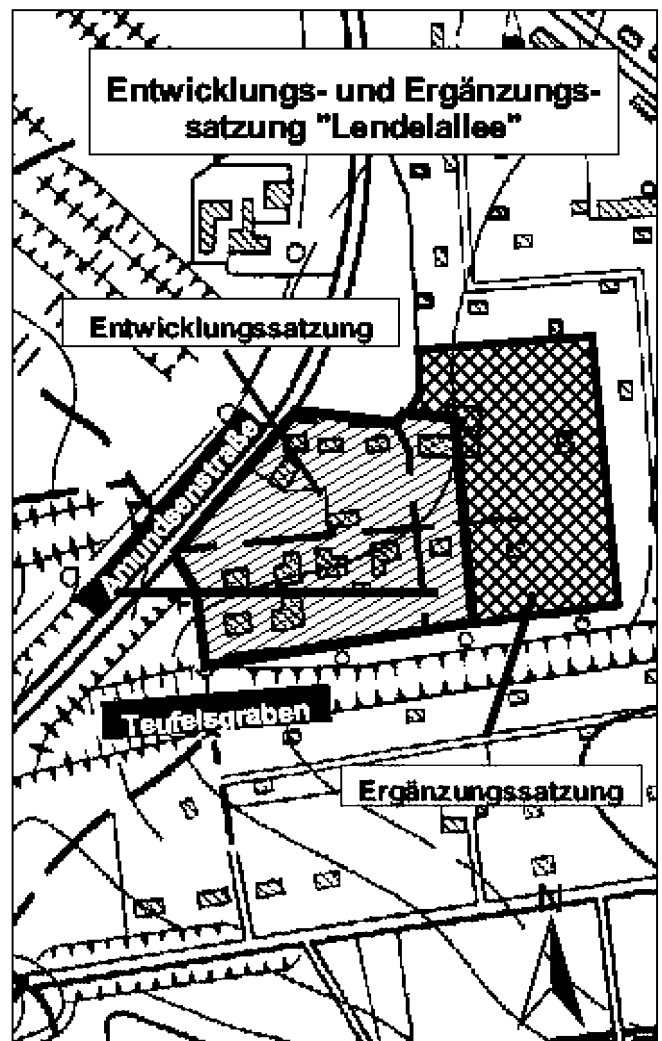 Entwicklungs- und Ergänzungs-
satzung "Lendelallee"
Entwicklungssatzung
Amundsenstraße
Teufelsgraben
Ergänzungssatzung
N